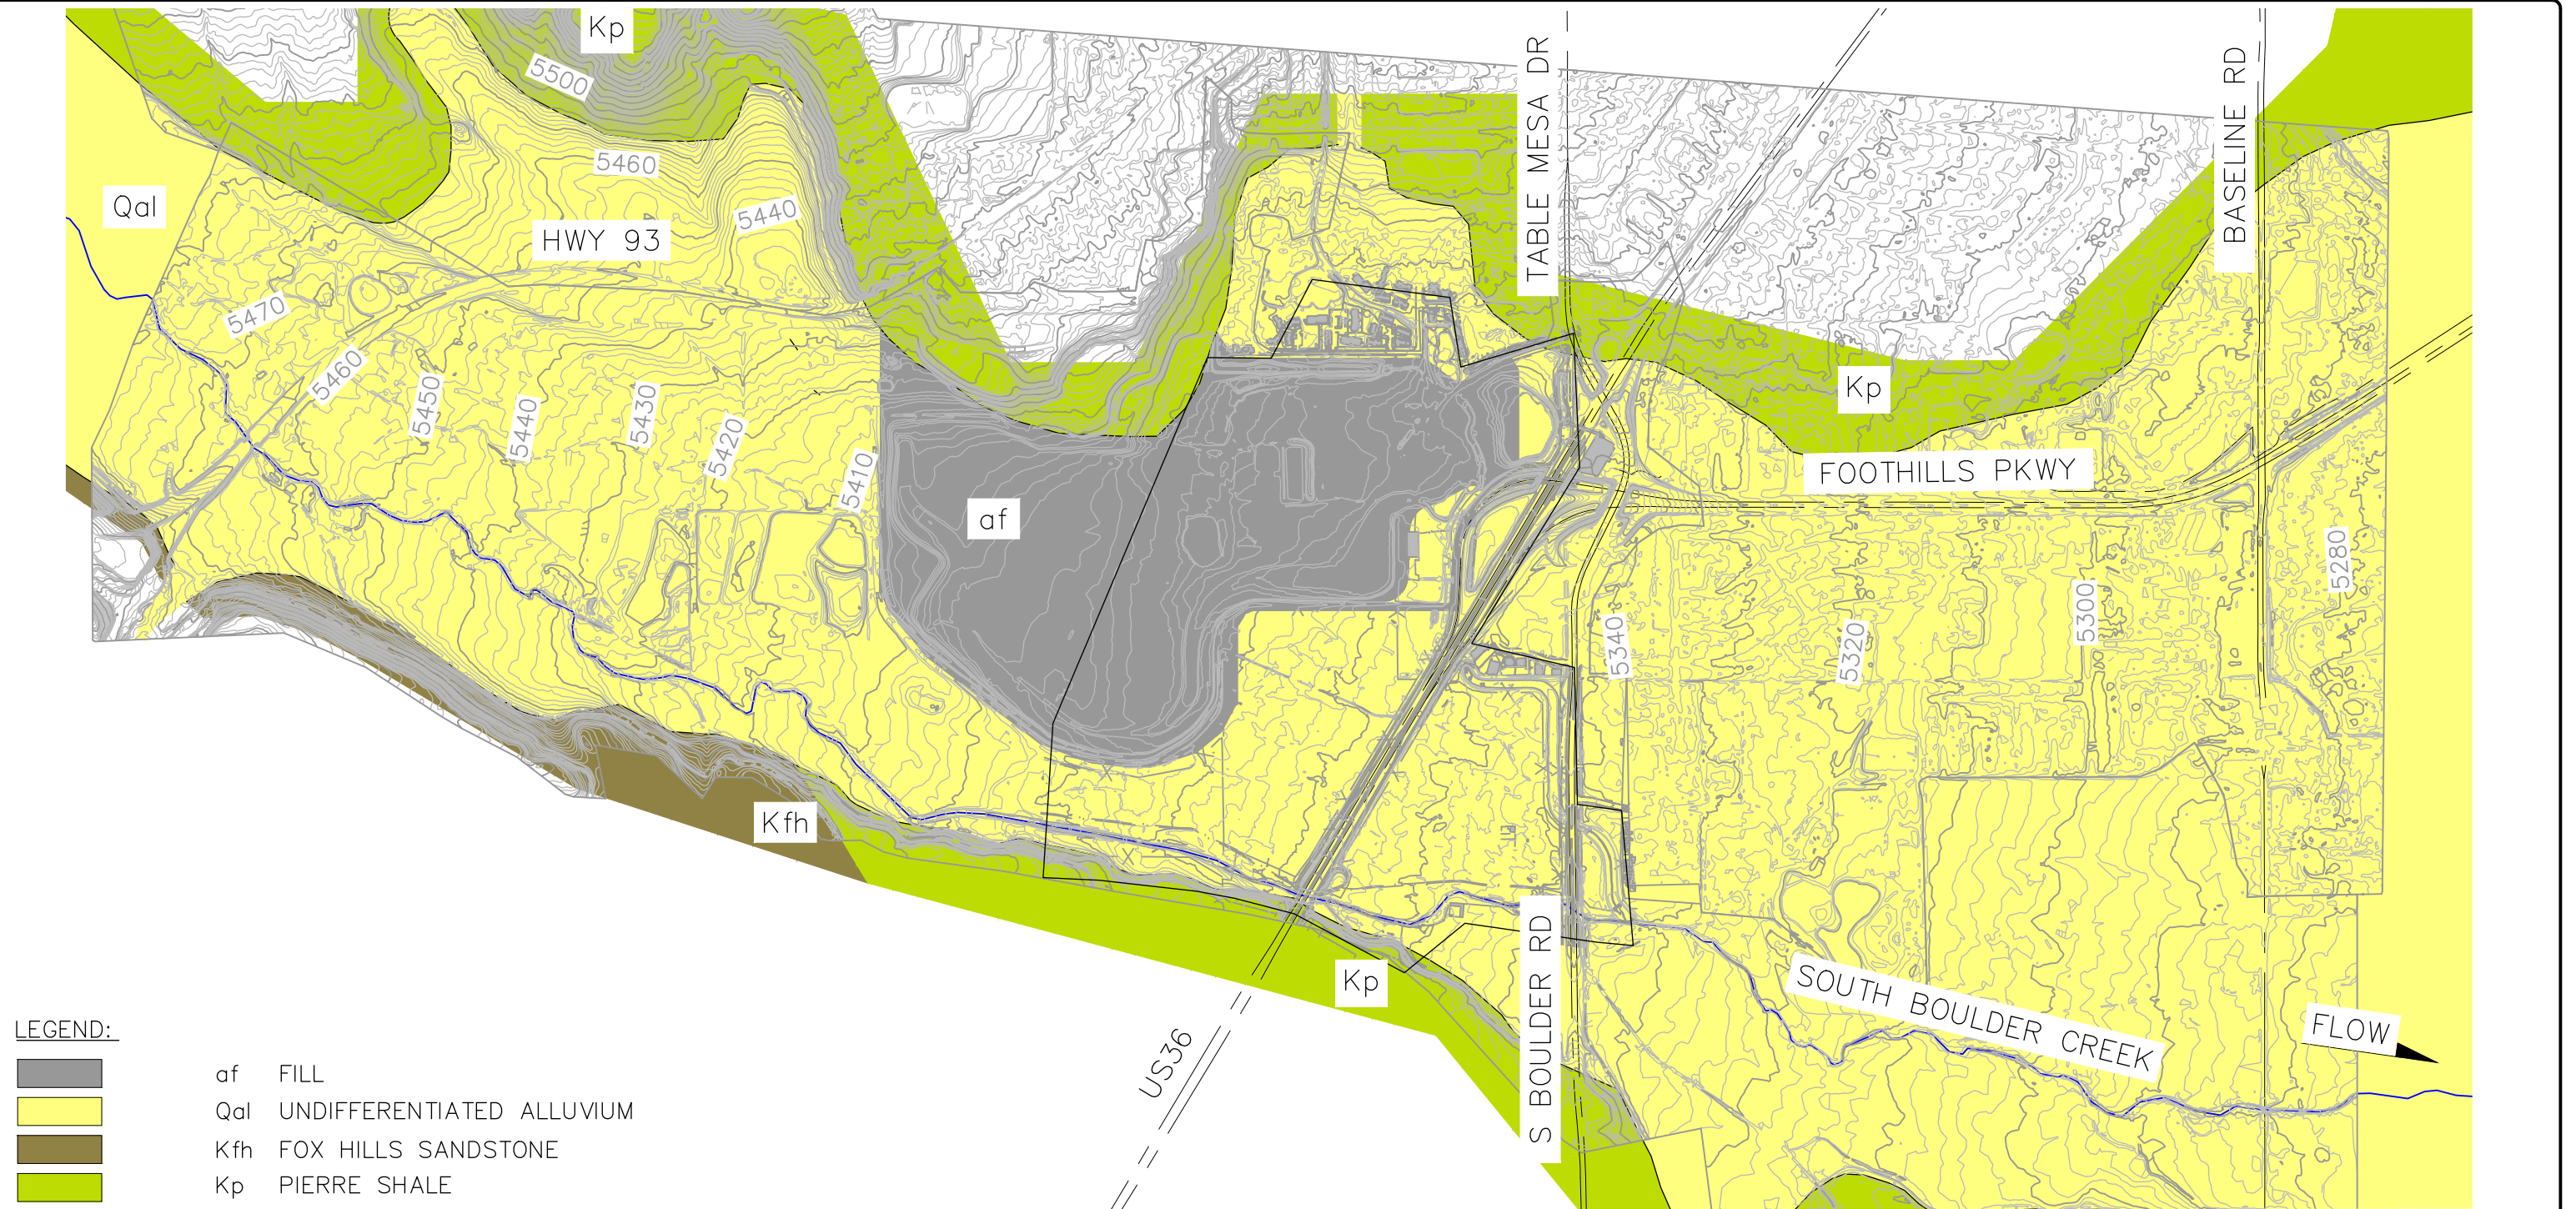 Kp
5500
TABLE MESA DR
BASELINE RD
5460
Qal
5440
HWY 93
5470
5460
5450
5440
5430
5420
5410
Kp
FOOTHILLS PKWY
af
5280
5300
5320
5340
Kfh
Kp
S BOULDER RD
SOUTH BOULDER CREEK
FLOW
US36
LEGEND:
af FILL
Qal UNDIFFERENTIATED ALLUVIUM
Kfh FOX HILLS SANDSTONE
Kp PIERRE SHALE